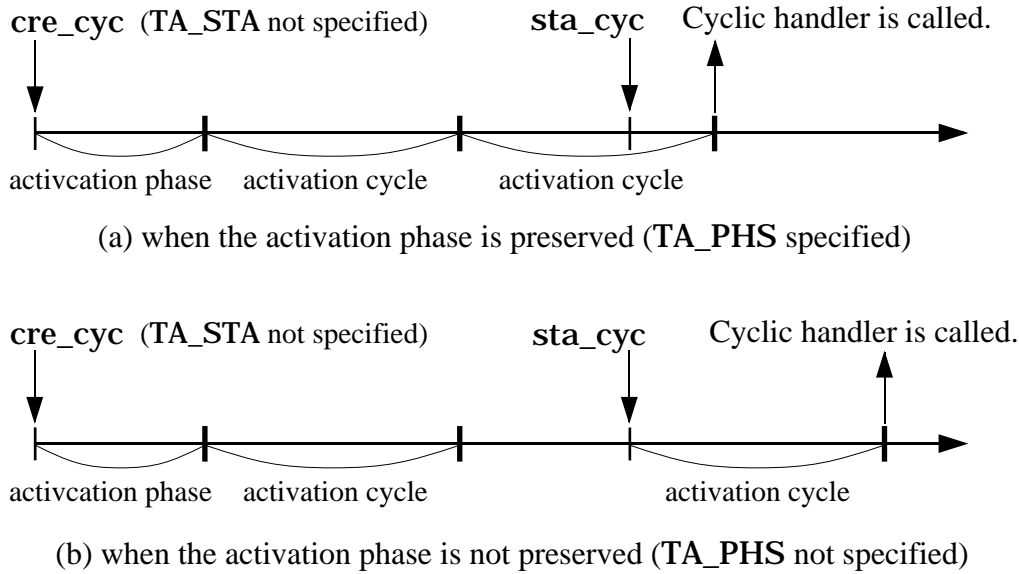 cre_cyc (TA_STA not specified) sta_cyc Cyclic handler is called.
activcation phase activation cycle activation cycle
(a) when the activation phase is preserved (TA_PHS specified)
cre_cyc (TA_STA not specified) sta_cyc Cyclic handler is called.
activcation phase activation cycle activation cycle
(b) when the activation phase is not preserved (TA_PHS not specified)